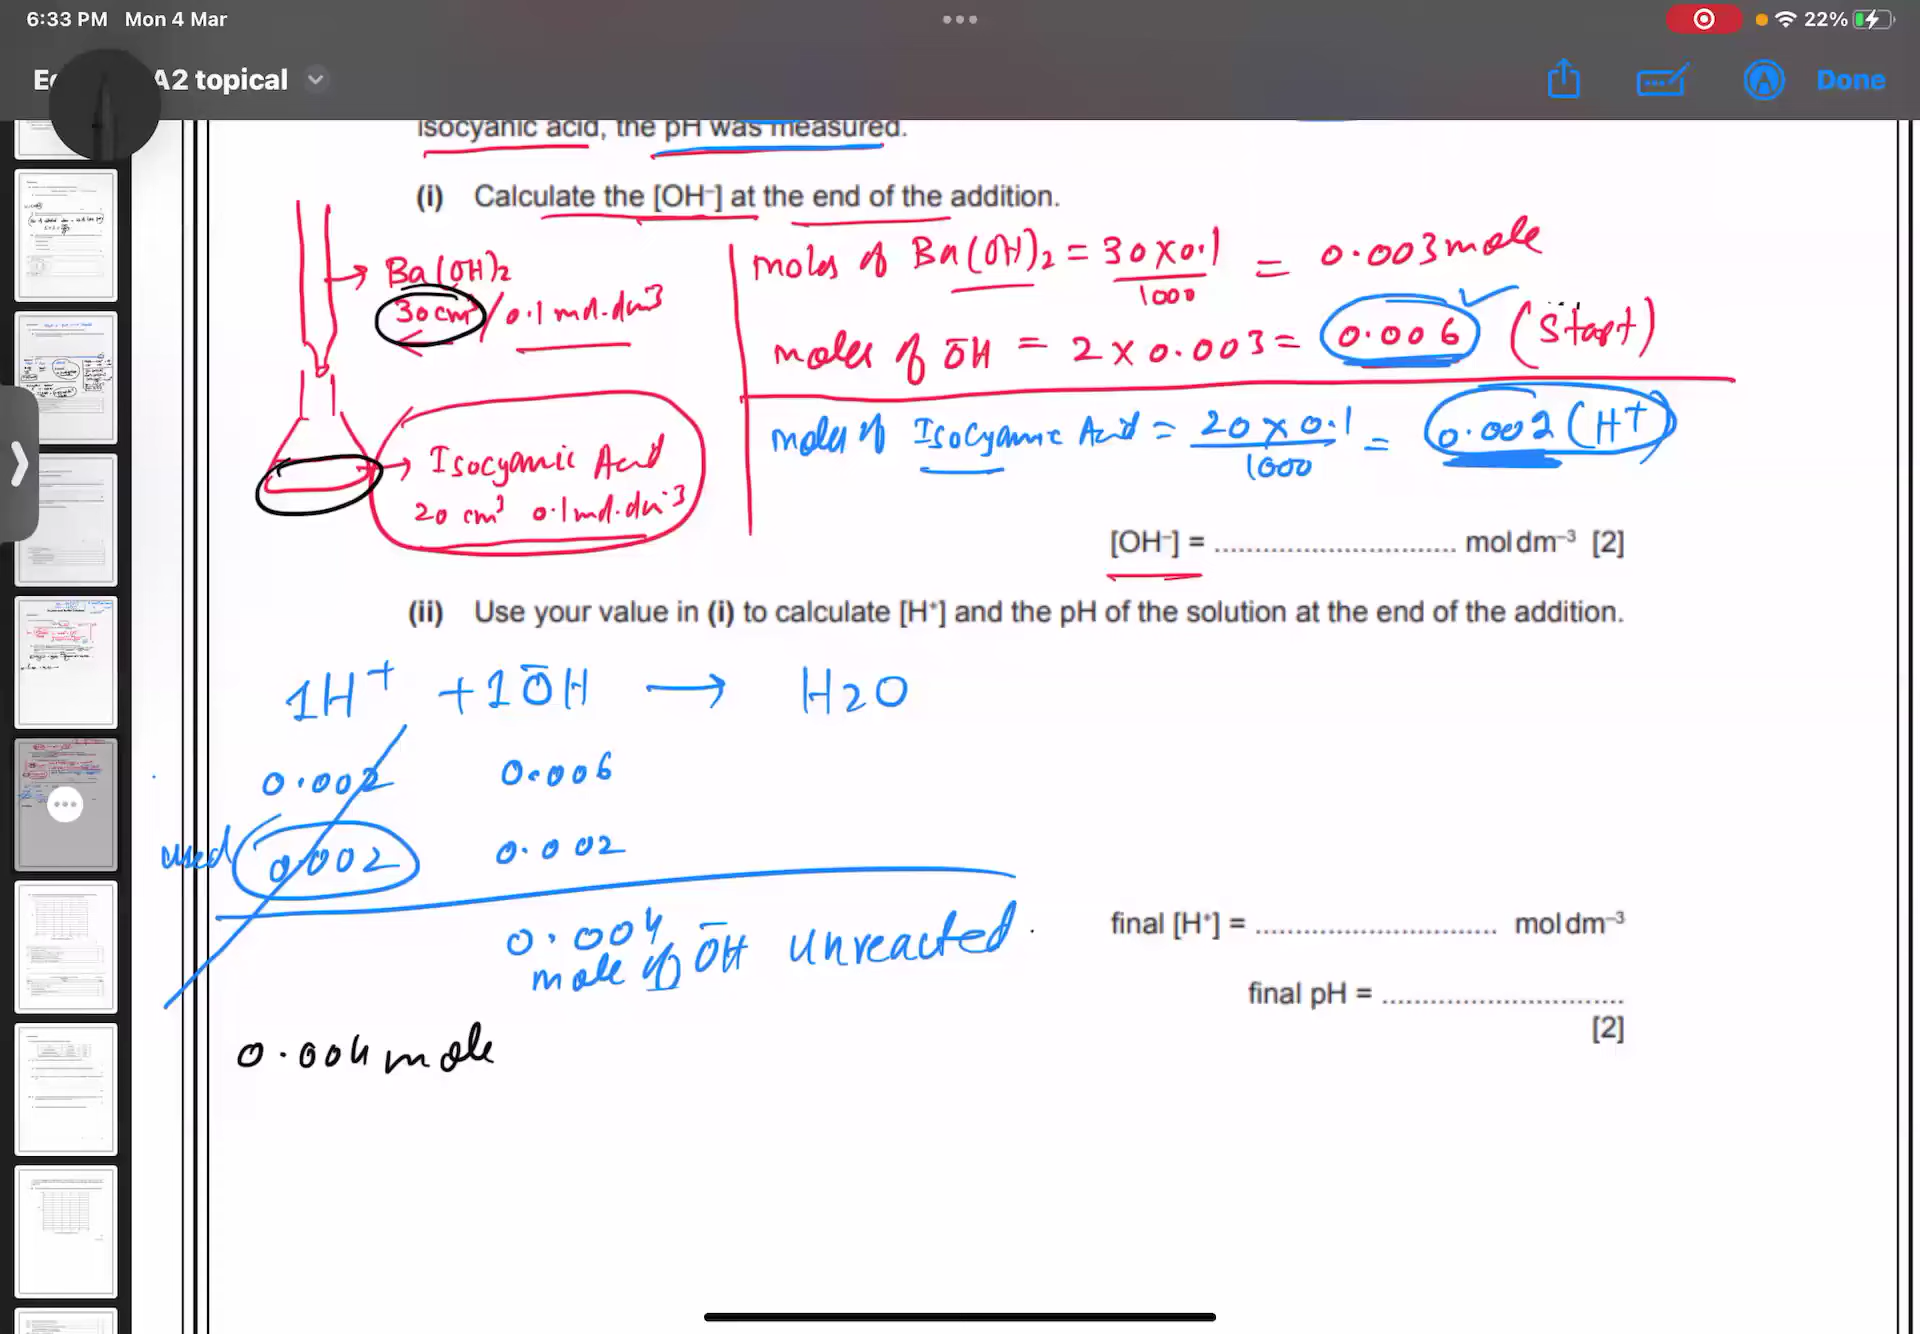 6:33 PM Mon 4 Mar
22%
A2 topical
Done
isocyanic acid, the pH was measured.
(i) Calculate the [OH⁻] at the end of the addition.
Ba(OH)2
30 cm³ / 0.1 mol.dm³
Isocyanic Acid
20 cm³ 0.1 mol.dm⁻³
moles of Ba(OH)2 = 30 x 0.1 / 1000 = 0.003 mole
moles of ŌH = 2 x 0.003 = 0.006 (Start)
moles of Isocyanic Acid = 20 x 0.1 / 1000 = 0.002 (H+)
[OH⁻] = .............................. mol dm⁻³ [2]
(ii) Use your value in (i) to calculate [H⁺] and the pH of the solution at the end of the addition.
1H+ + 1ŌH → H2O
0.002 0.006
used 0.002 0.002
0.004
mole of ŌH unreacted.
final [H⁺] = .............................. mol dm⁻³
final pH = ..............................
[2]
0.004 mole